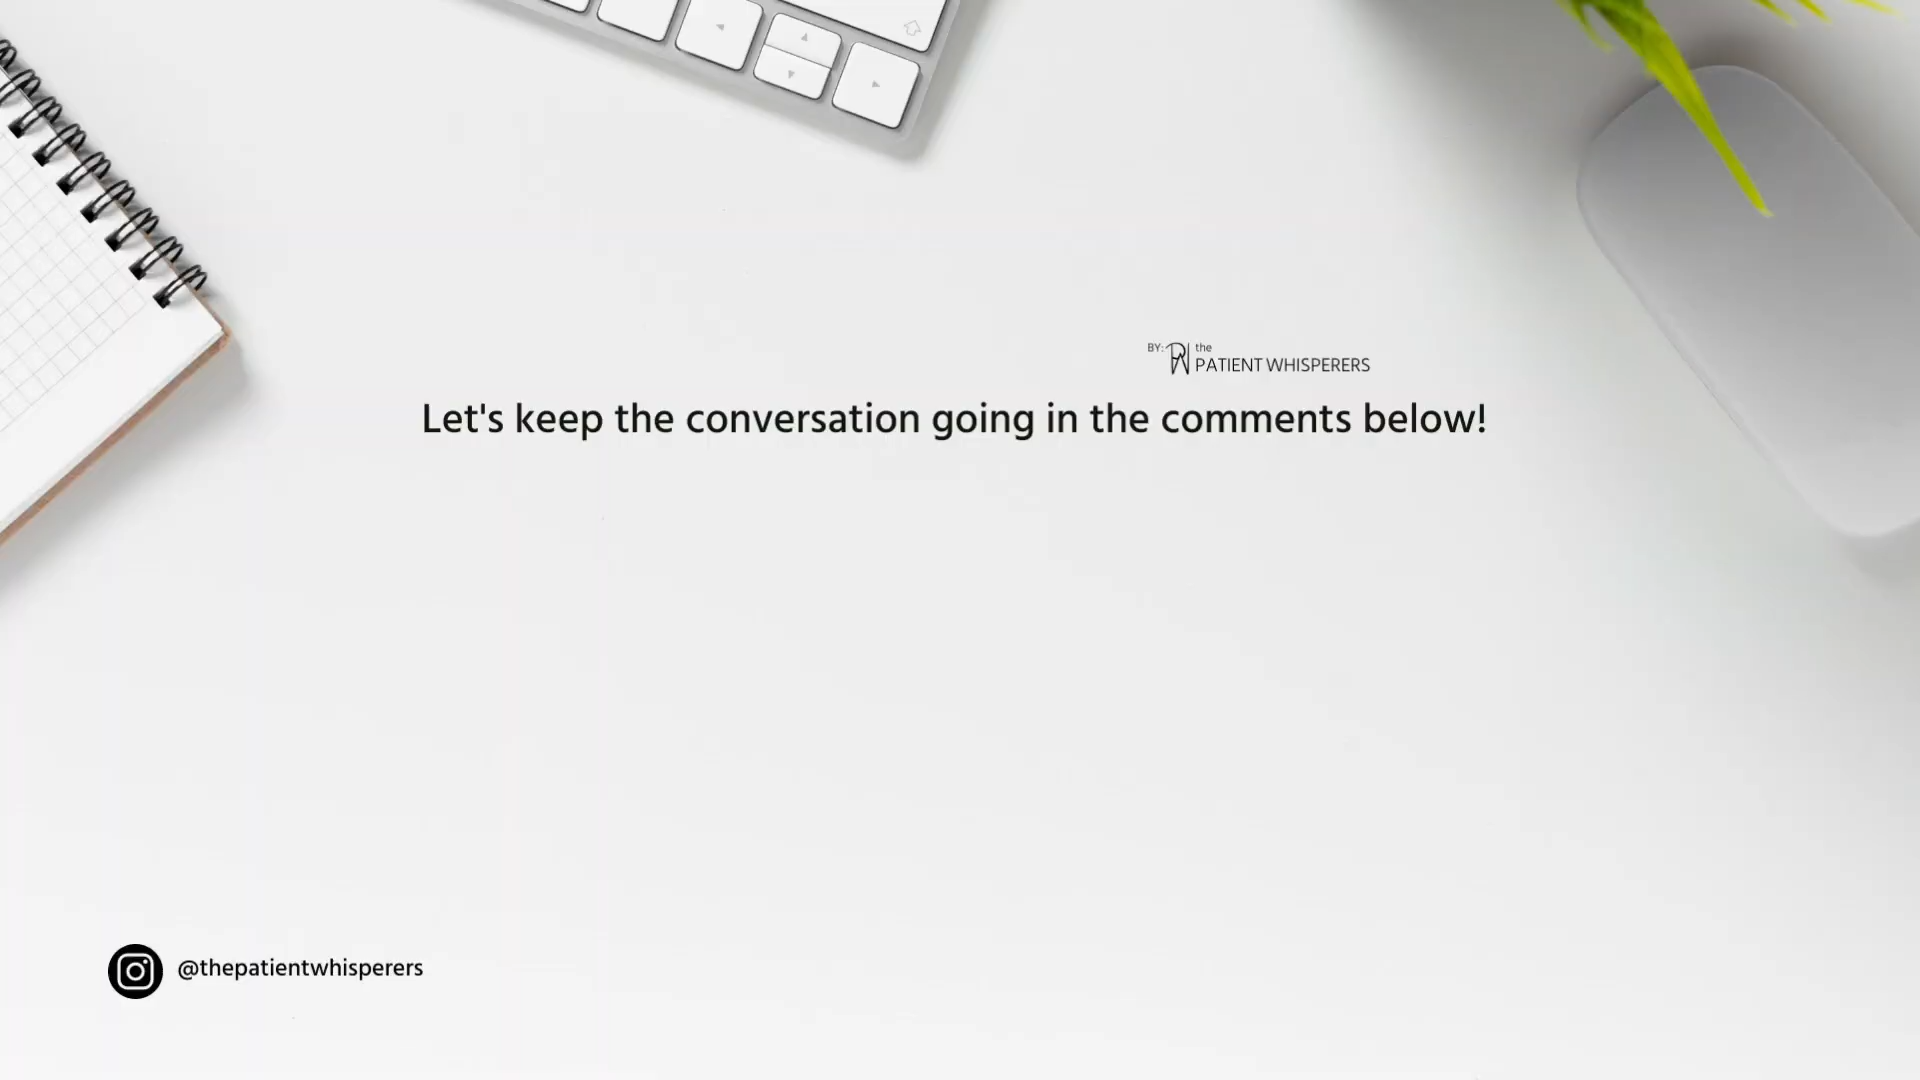 BY: the
PATIENT WHISPERERS
Let's keep the conversation going in the comments below!
@thepatientwhisperers